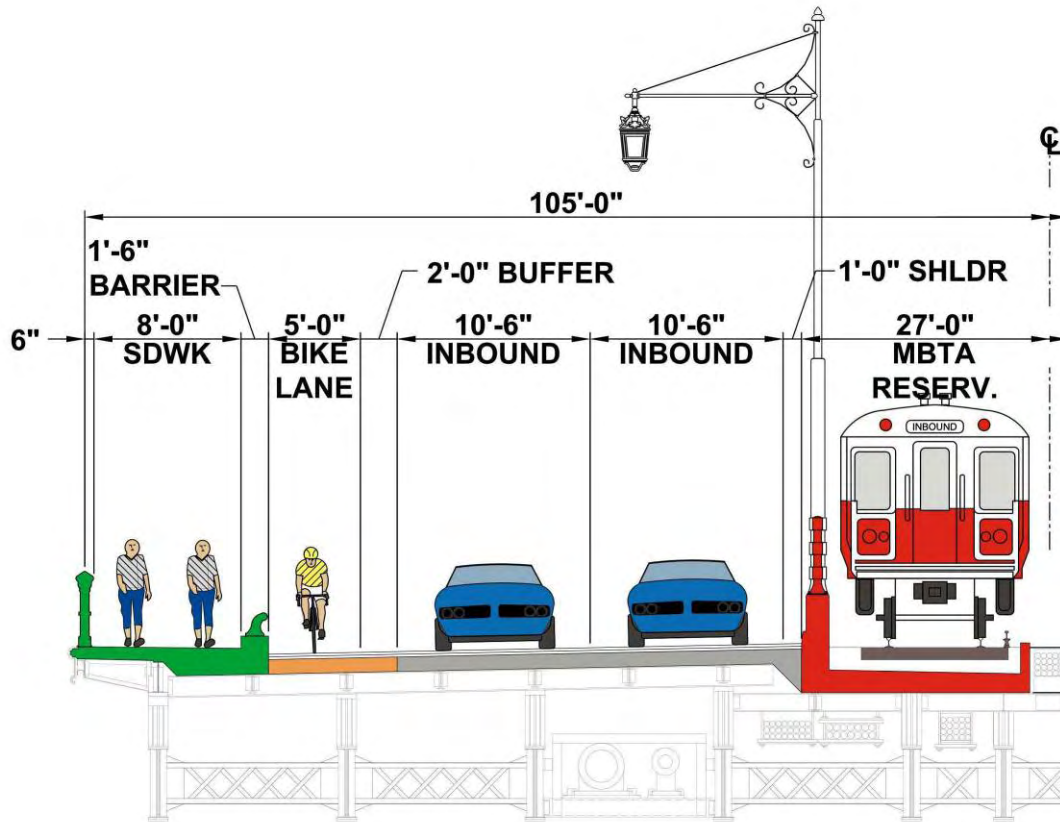 ℄
105'-0"
1'-6"
BARRIER
2'-0" BUFFER
1'-0" SHLDR
6"
8'-0"
SDWK
5'-0"
BIKE
LANE
10'-6"
INBOUND
10'-6"
INBOUND
27'-0"
MBTA
RESERV.
INBOUND